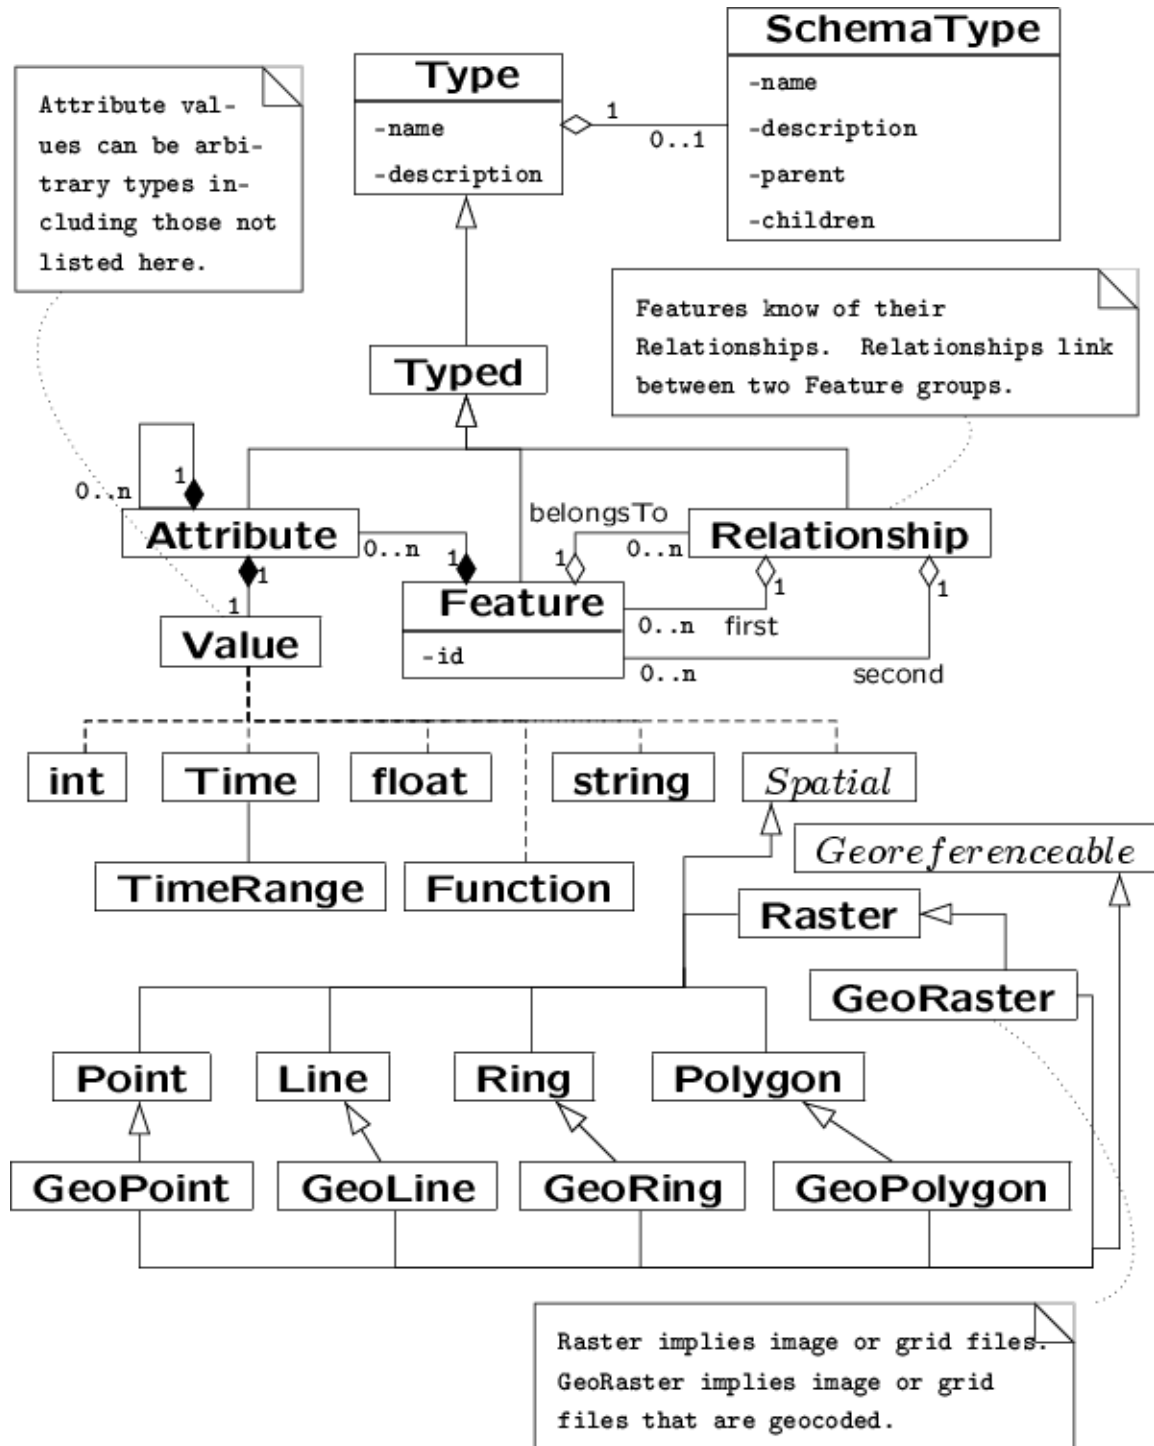 SchemaType
-name
-description
-parent
-children
Type
-name
-description
1
0..1
Attribute val-
ues can be arbi-
trary types in-
cluding those not
listed here.
Features know of their
Relationships.  Relationships link
between two Feature groups.
Typed
1
0..n
Attribute
0..n
1
belongsTo
1
0..n
Relationship
1
1
Feature
-id
0..n
first
0..n
second
1
1
Value
int
Time
float
string
Spatial
Georeferenceable
TimeRange
Function
Raster
GeoRaster
Point
Line
Ring
Polygon
GeoPoint
GeoLine
GeoRing
GeoPolygon
Raster implies image or grid files.
GeoRaster implies image or grid
files that are geocoded.